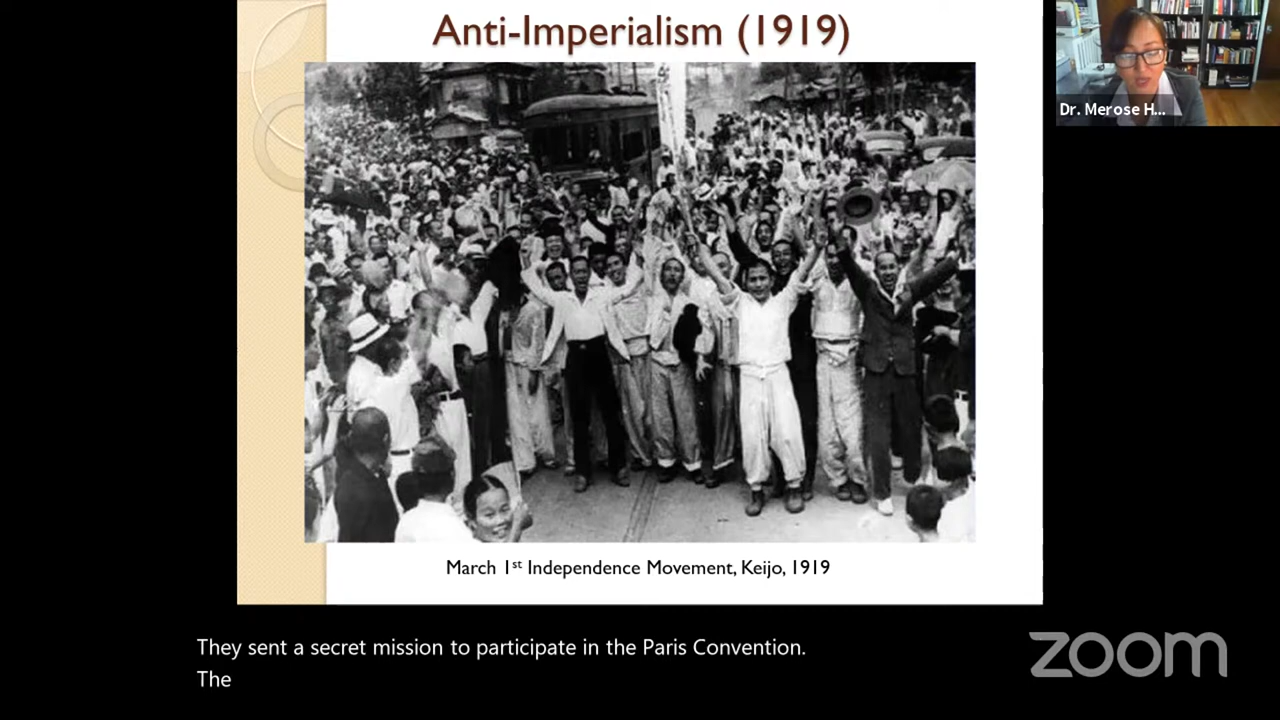 Anti-Imperialism (1919)
Dr. Merose H...
March 1st Independence Movement, Keijo, 1919
They sent a secret mission to participate in the Paris Convention.
The
zoom